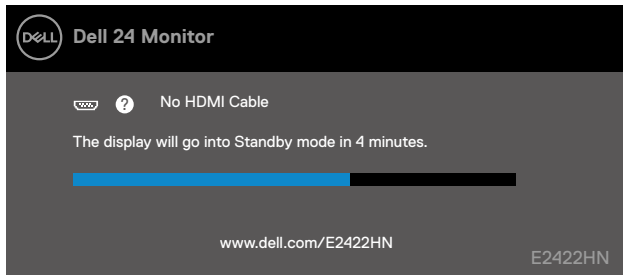 DELL Dell 24 Monitor
? No HDMI Cable
The display will go into Standby mode in 4 minutes.
www.dell.com/E2422HN
E2422HN